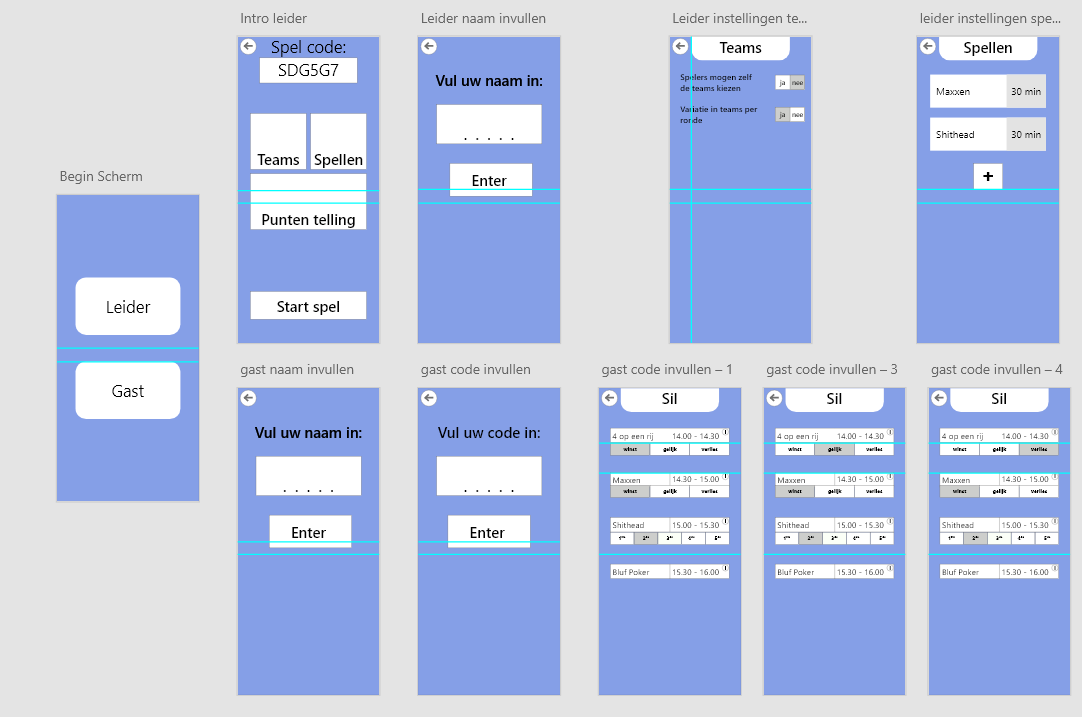 Begin Scherm
Leider
Gast
Intro leider
Spel code:
SDG5G7
Teams
Spellen
Punten telling
Start spel
Leider naam invullen
Vul uw naam in:
. . . . .
Enter
Leider instellingen te...
Teams
Spelers mogen zelf
de teams kiezen
ja
nee
Variatie in teams per
ronde
ja
nee
leider instellingen spe...
Spellen
Maxxen
30 min
Shithead
30 min
+
gast naam invullen
Vul uw naam in:
. . . . .
Enter
gast code invullen
Vul uw code in:
. . . . .
Enter
gast code invullen – 1
Sil
4 op een rij
14.00 - 14.30
winst
gelijk
verlies
Maxxen
14.30 - 15.00
winst
gelijk
verlies
Shithead
15.00 - 15.30
1ste
2de
3de
4de
5de
Bluf Poker
15.30 - 16.00
gast code invullen – 3
Sil
4 op een rij
14.00 - 14.30
winst
gelijk
verlies
Maxxen
14.30 - 15.00
winst
gelijk
verlies
Shithead
15.00 - 15.30
1ste
2de
3de
4de
5de
Bluf Poker
15.30 - 16.00
gast code invullen – 4
Sil
4 op een rij
14.00 - 14.30
winst
gelijk
verlies
Maxxen
14.30 - 15.00
winst
gelijk
verlies
Shithead
15.00 - 15.30
1ste
2de
3de
4de
5de
Bluf Poker
15.30 - 16.00